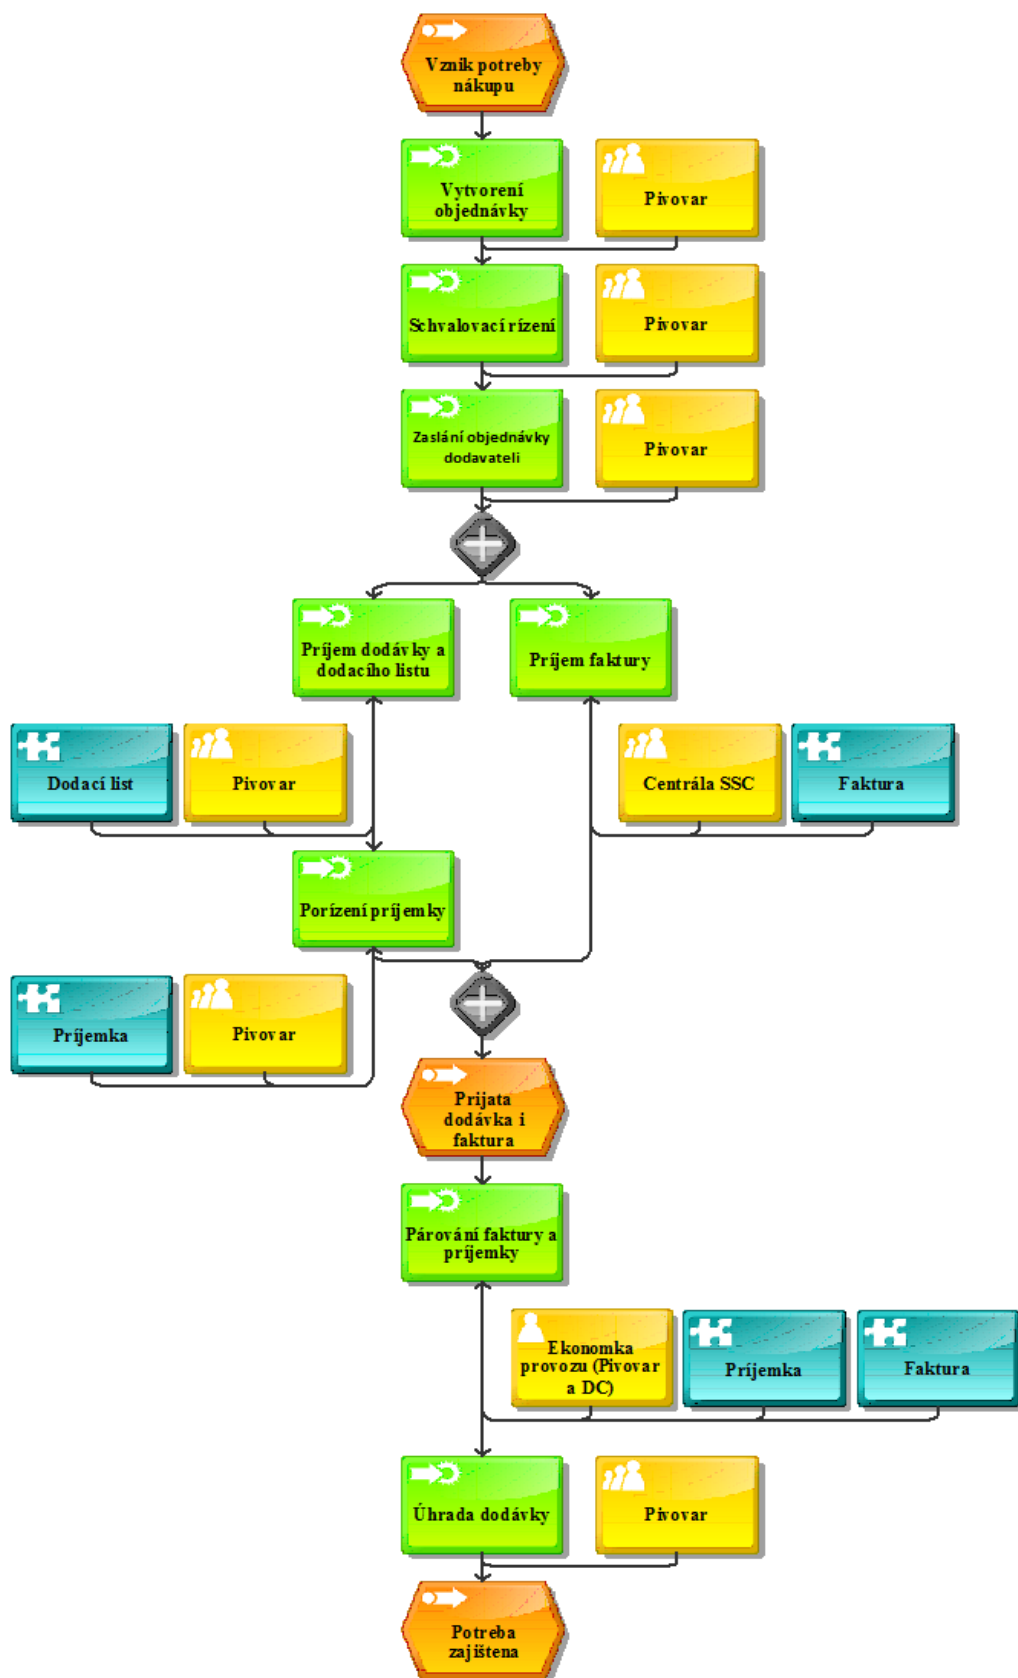 Vznik potreby
nákupu
Vytvorení
objednávky
Pivovar
Schvalovací rízení
Pivovar
Zaslání objednávky
dodavateli
Pivovar
Príjem dodávky a
dodacího listu
Príjem faktury
Dodací list
Pivovar
Centrála SSC
Faktura
Porízení príjemky
Príjemka
Pivovar
Prijata
dodávka i
faktura
Párování faktury a
príjemky
Ekonomka
provozu (Pivovar
a DC)
Príjemka
Faktura
Úhrada dodávky
Pivovar
Potreba
zajištena